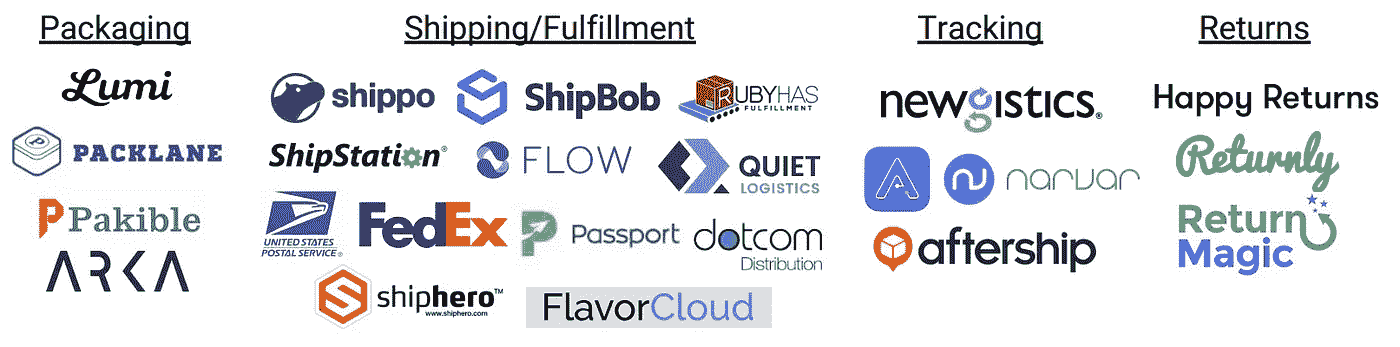 Packaging
Lumi
PACKLANE
Pakible
ARKA
Shipping/Fulfillment
shippo
ShipBob
RUBYHAS
FULFILLMENT
ShipStation®
FLOW
QUIET
LOGISTICS
UNITED STATES
POSTAL SERVICE®
FedEx
Passport
dotcom
Distribution
shiphero™
www.shiphero.com
FlavorCloud
Tracking
newgistics®
narvar
aftership
Returns
Happy Returns
Returnly
Return
Magic